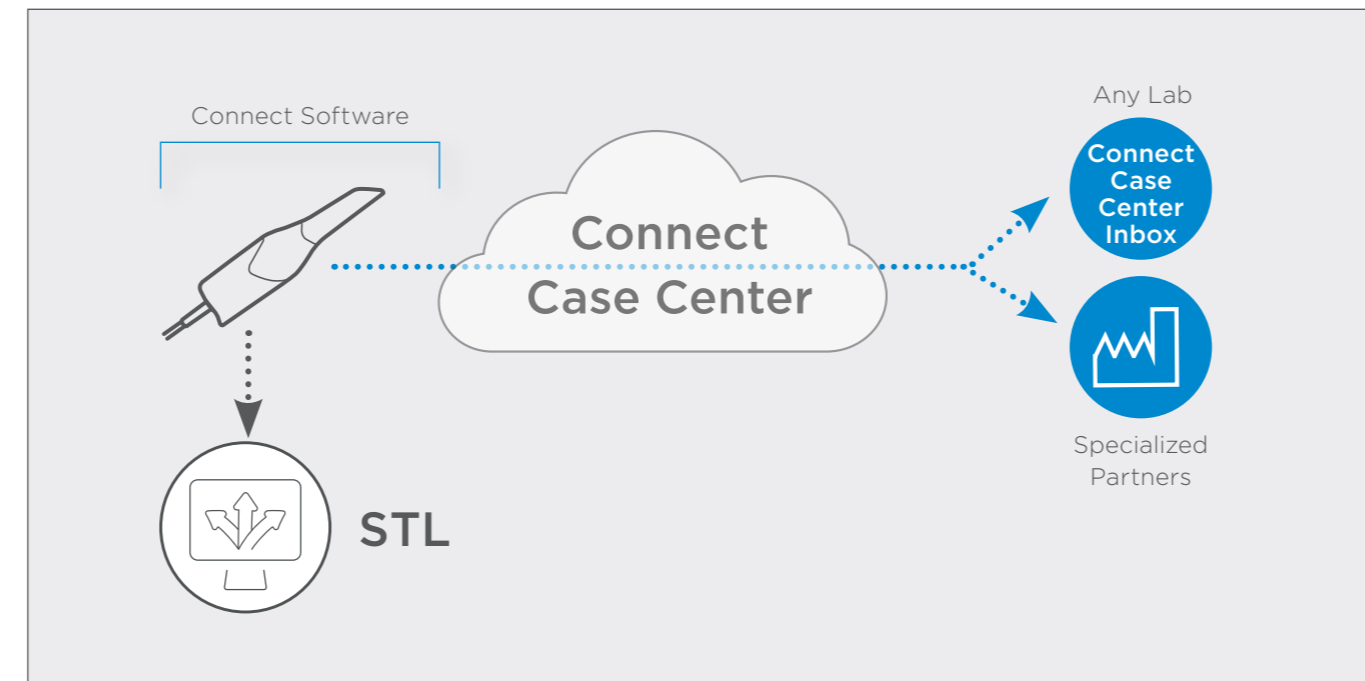 Connect Software
Connect
Case Center
Any Lab
Connect
Case
Center
Inbox
Specialized
Partners
STL